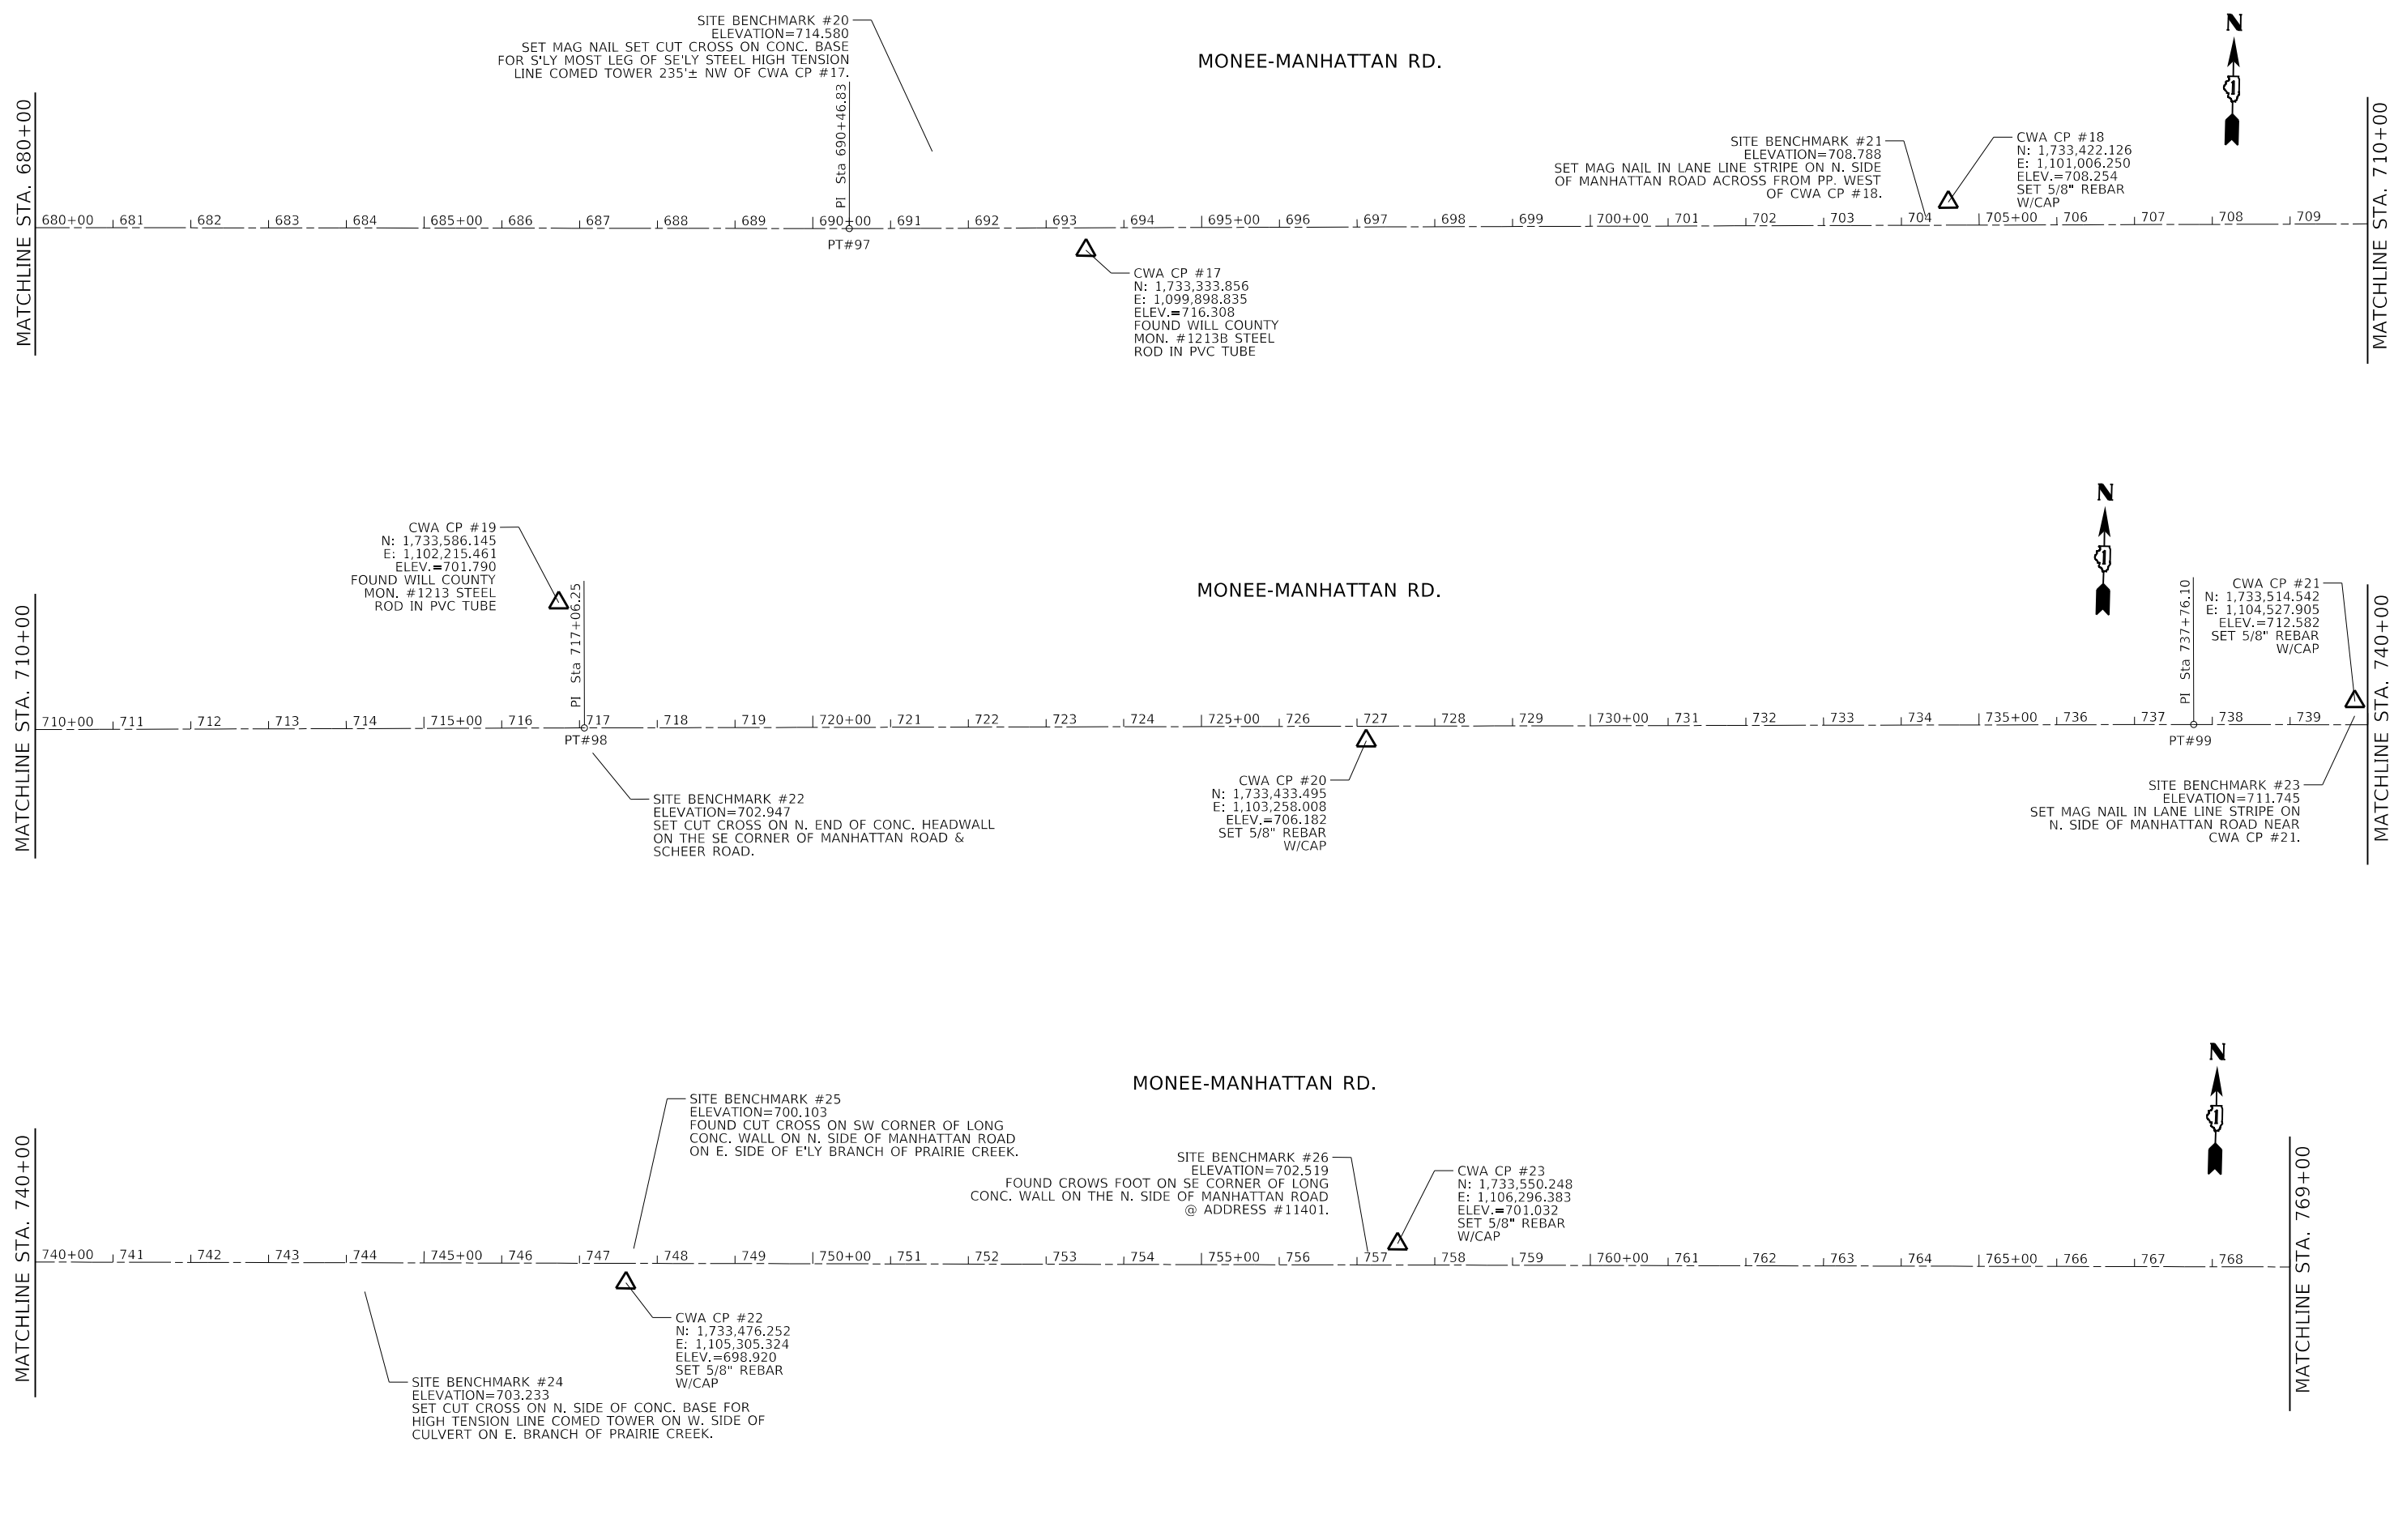 SITE BENCHMARK #20
ELEVATION=714.580
SET MAG NAIL SET CUT CROSS ON CONC. BASE
FOR S'LY MOST LEG OF SE'LY STEEL HIGH TENSION
LINE COMED TOWER 235'± NW OF CWA CP #17.
MONEE-MANHATTAN RD.
N
1
MATCHLINE STA. 680+00
PI Sta 690+46.83
SITE BENCHMARK #21
ELEVATION=708.788
SET MAG NAIL IN LANE LINE STRIPE ON N. SIDE
OF MANHATTAN ROAD ACROSS FROM PP. WEST
OF CWA CP #18.
CWA CP #18
N: 1,733,422.126
E: 1,101,006.250
ELEV.=708.254
SET 5/8" REBAR
W/CAP
MATCHLINE STA. 710+00
680+00 681 682 683 684 685+00 686 687 688 689 690+00 691 692 693 694 695+00 696 697 698 699 700+00 701 702 703 704 705+00 706 707 708 709
PT#97
CWA CP #17
N: 1,733,333.856
E: 1,099,898.835
ELEV.=716.308
FOUND WILL COUNTY
MON. #1213B STEEL
ROD IN PVC TUBE
N
1
CWA CP #19
N: 1,733,586.145
E: 1,102,215.461
ELEV.=701.790
FOUND WILL COUNTY
MON. #1213 STEEL
ROD IN PVC TUBE
MONEE-MANHATTAN RD.
MATCHLINE STA. 710+00
PI Sta 717+06.25
PI Sta 737+76.10
CWA CP #21
N: 1,733,514.542
E: 1,104,527.905
ELEV.=712.582
SET 5/8" REBAR
W/CAP
MATCHLINE STA. 740+00
710+00 711 712 713 714 715+00 716 717 718 719 720+00 721 722 723 724 725+00 726 727 728 729 730+00 731 732 733 734 735+00 736 737 738 739
PT#98
PT#99
SITE BENCHMARK #22
ELEVATION=702.947
SET CUT CROSS ON N. END OF CONC. HEADWALL
ON THE SE CORNER OF MANHATTAN ROAD &
SCHEER ROAD.
CWA CP #20
N: 1,733,433.495
E: 1,103,258.008
ELEV.=706.182
SET 5/8" REBAR
W/CAP
SITE BENCHMARK #23
ELEVATION=711.745
SET MAG NAIL IN LANE LINE STRIPE ON
N. SIDE OF MANHATTAN ROAD NEAR
CWA CP #21.
N
1
MONEE-MANHATTAN RD.
MATCHLINE STA. 740+00
SITE BENCHMARK #25
ELEVATION=700.103
FOUND CUT CROSS ON SW CORNER OF LONG
CONC. WALL ON N. SIDE OF MANHATTAN ROAD
ON E. SIDE OF E'LY BRANCH OF PRAIRIE CREEK.
SITE BENCHMARK #26
ELEVATION=702.519
FOUND CROWS FOOT ON SE CORNER OF LONG
CONC. WALL ON THE N. SIDE OF MANHATTAN ROAD
@ ADDRESS #11401.
CWA CP #23
N: 1,733,550.248
E: 1,106,296.383
ELEV.=701.032
SET 5/8" REBAR
W/CAP
MATCHLINE STA. 769+00
740+00 741 742 743 744 745+00 746 747 748 749 750+00 751 752 753 754 755+00 756 757 758 759 760+00 761 762 763 764 765+00 766 767 768
CWA CP #22
N: 1,733,476.252
E: 1,105,305.324
ELEV.=698.920
SET 5/8" REBAR
W/CAP
SITE BENCHMARK #24
ELEVATION=703.233
SET CUT CROSS ON N. SIDE OF CONC. BASE FOR
HIGH TENSION LINE COMED TOWER ON W. SIDE OF
CULVERT ON E. BRANCH OF PRAIRIE CREEK.